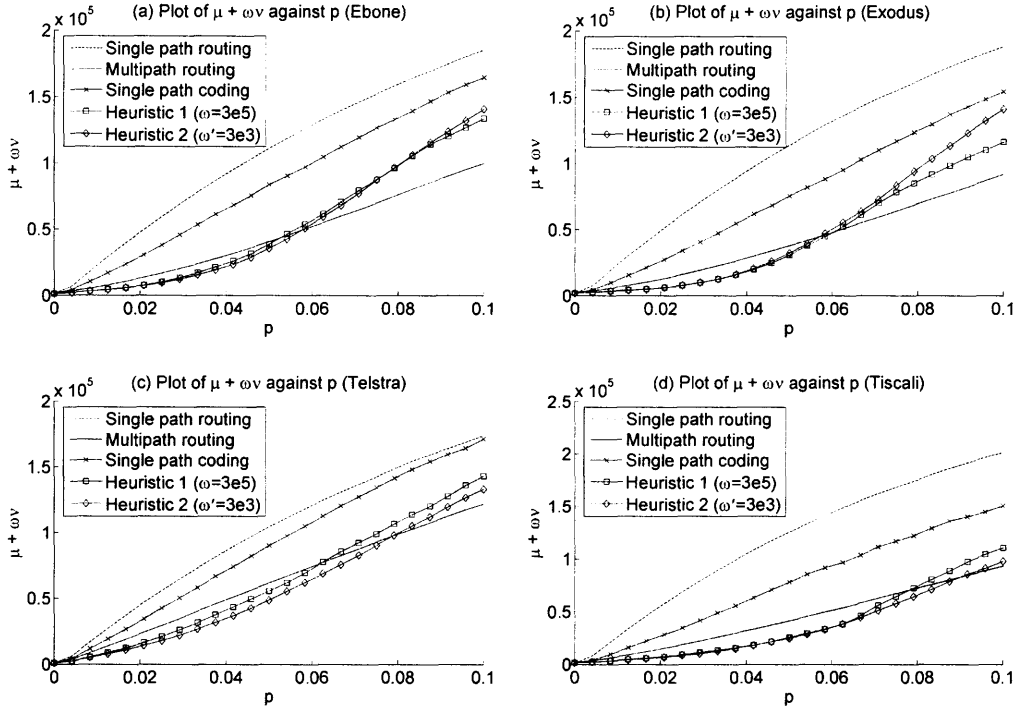 (a) Plot of μ + ων against p (Ebone)
x 10⁵
2
1.5
1
0.5
0
μ + ων
Single path routing
Multipath routing
Single path coding
Heuristic 1 (ω=3e5)
Heuristic 2 (ω'=3e3)
0 0.02 0.04 0.06 0.08 0.1
p
(b) Plot of μ + ων against p (Exodus)
x 10⁵
2
1.5
1
0.5
0
μ + ων
Single path routing
Multipath routing
Single path coding
Heuristic 1 (ω=3e5)
Heuristic 2 (ω'=3e3)
0 0.02 0.04 0.06 0.08 0.1
p
(c) Plot of μ + ων against p (Telstra)
x 10⁵
2
1.5
1
0.5
0
μ + ων
Single path routing
Multipath routing
Single path coding
Heuristic 1 (ω=3e5)
Heuristic 2 (ω'=3e3)
0 0.02 0.04 0.06 0.08 0.1
p
(d) Plot of μ + ων against p (Tiscali)
x 10⁵
2.5
2
1.5
1
0.5
0
μ + ων
Single path routing
Multipath routing
Single path coding
Heuristic 1 (ω=3e5)
Heuristic 2 (ω'=3e3)
0 0.02 0.04 0.06 0.08 0.1
p